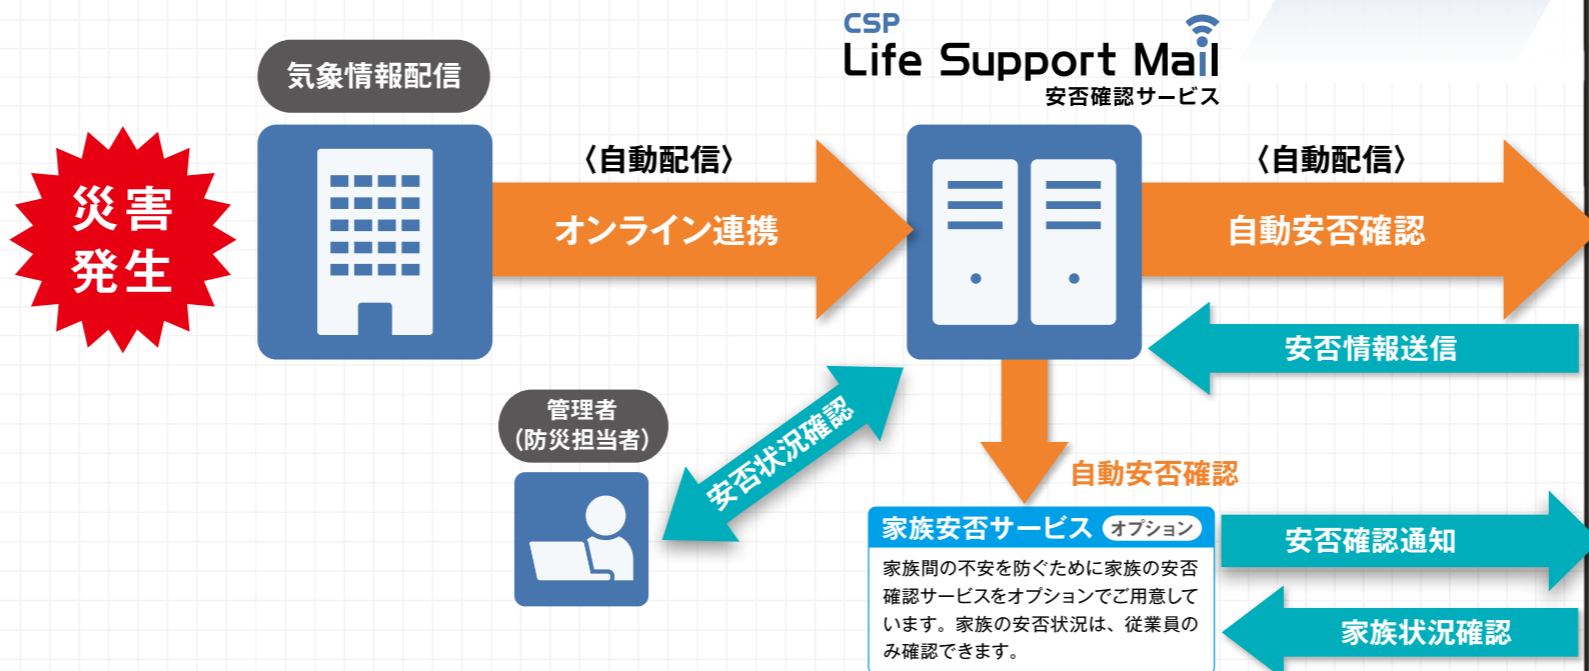 CSP
Life Support Mail
安否確認サービス
気象情報配信
災害
発生
〈自動配信〉
オンライン連携
〈自動配信〉
自動安否確認
安否情報送信
管理者
（防災担当者）
安否状況確認
自動安否確認
家族安否サービス オプション
家族間の不安を防ぐために家族の安否
確認サービスをオプションでご用意して
います。家族の安否状況は、従業員の
み確認できます。
安否確認通知
家族状況確認